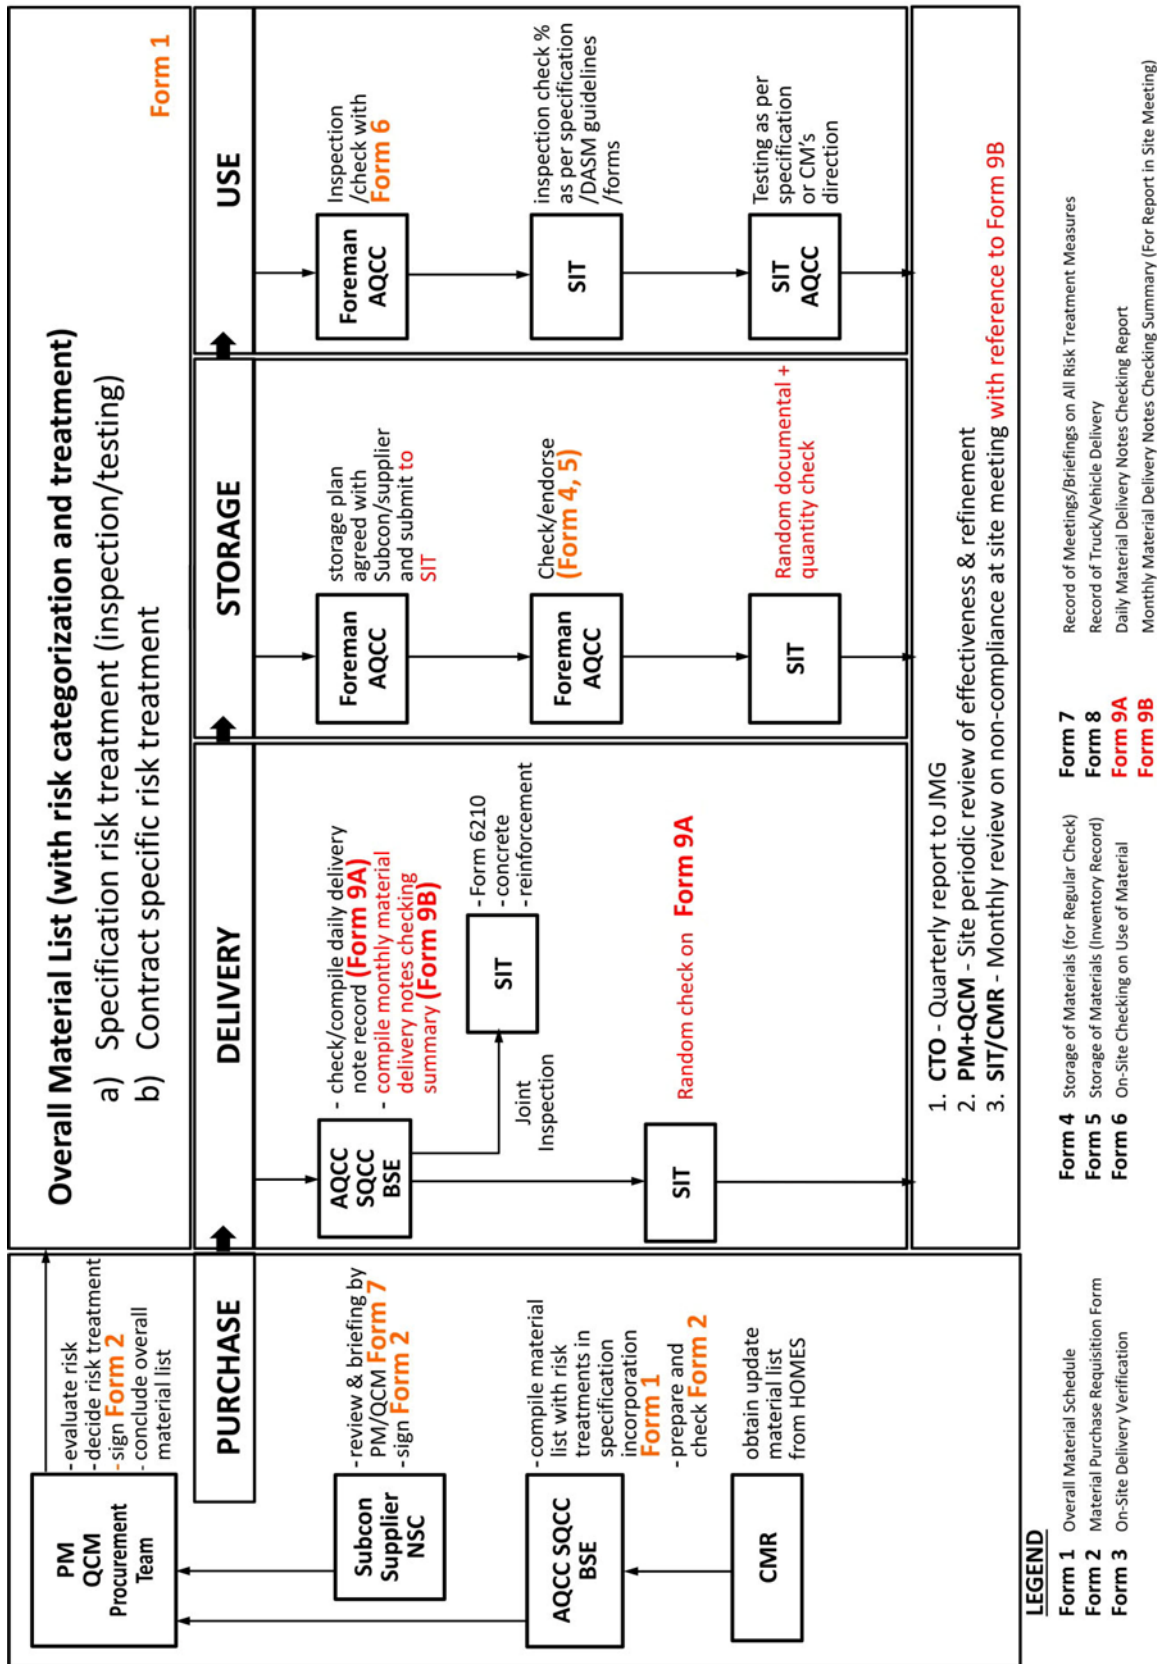 Overall Material List (with risk categorization and treatment)
a) Specification risk treatment (inspection/testing)
b) Contract specific risk treatment
Form 1
PM
QCM
Procurement
Team
- evaluate risk
- decide risk treatment
- sign Form 2
- conclude overall
material list
PURCHASE
Subcon
Supplier
NSC
- review & briefing by
PM/QCM Form 7
- sign Form 2
AQCC SQCC
BSE
- compile material
list with risk
treatments in
specification
incorporation
Form 1
- prepare and
check Form 2
CMR
obtain update
material list
from HOMES
DELIVERY
AQCC
SQCC
BSE
- check/compile daily delivery
note record (Form 9A)
- compile monthly material
delivery notes checking
summary (Form 9B)
Joint
Inspection
SIT
- Form 6210
- concrete
- reinforcement
SIT
Random check on Form 9A
STORAGE
Foreman
AQCC
storage plan
agreed with
Subcon/supplier
and submit to
SIT
Foreman
AQCC
Check/endorse
(Form 4, 5)
SIT
Random documental +
quantity check
USE
Foreman
AQCC
Inspection
/check with
Form 6
SIT
inspection check %
as per specification
/DASM guidelines
/forms
SIT
AQCC
Testing as per
specification
or CM's
direction
1. CTO - Quarterly report to JMG
2. PM+QCM - Site periodic review of effectiveness & refinement
3. SIT/CMR - Monthly review on non-compliance at site meeting with reference to Form 9B
LEGEND
Form 1 Overall Material Schedule
Form 2 Material Purchase Requisition Form
Form 3 On-Site Delivery Verification
Form 4 Storage of Materials (for Regular Check)
Form 5 Storage of Materials (Inventory Record)
Form 6 On-Site Checking on Use of Material
Form 7 Record of Meetings/Briefings on All Risk Treatment Measures
Form 8 Record of Truck/Vehicle Delivery
Form 9A Daily Material Delivery Notes Checking Report
Form 9B Monthly Material Delivery Notes Checking Summary (For Report in Site Meeting)